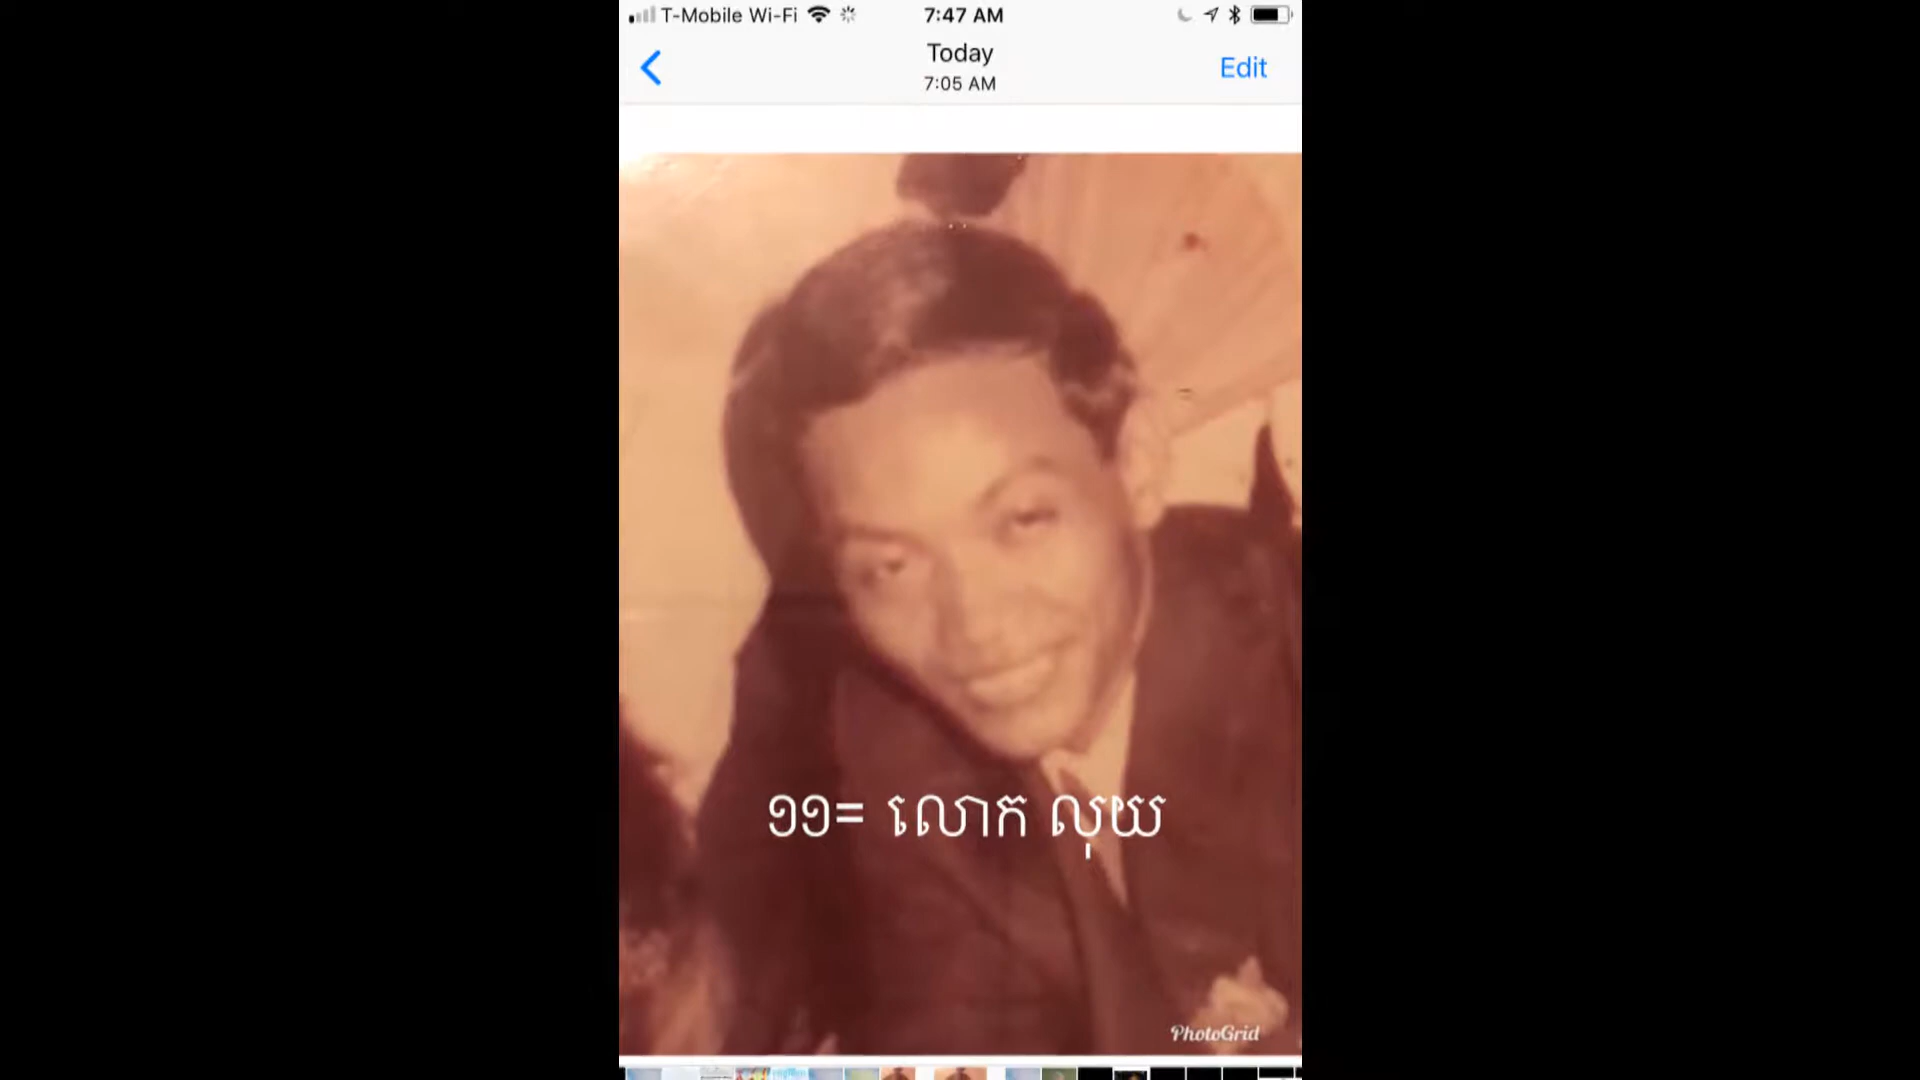 T-Mobile Wi-Fi 7:47 AM
Today
7:05 AM
Edit
១១= លោក លុយ
PhotoGrid